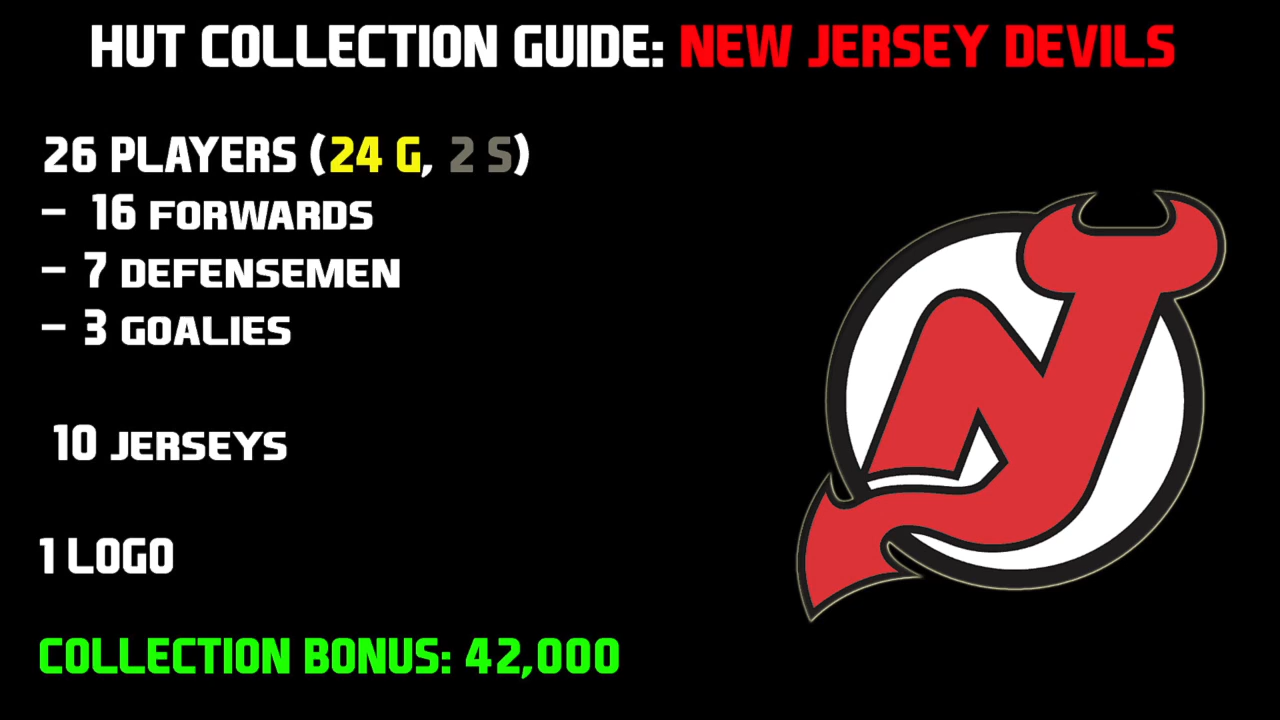 HUT COLLECTION GUIDE: NEW JERSEY DEVILS
26 PLAYERS (24 G, 2 S)
- 16 FORWARDS
- 7 DEFENSEMEN
- 3 GOALIES
10 JERSEYS
1 LOGO
COLLECTION BONUS: 42,000